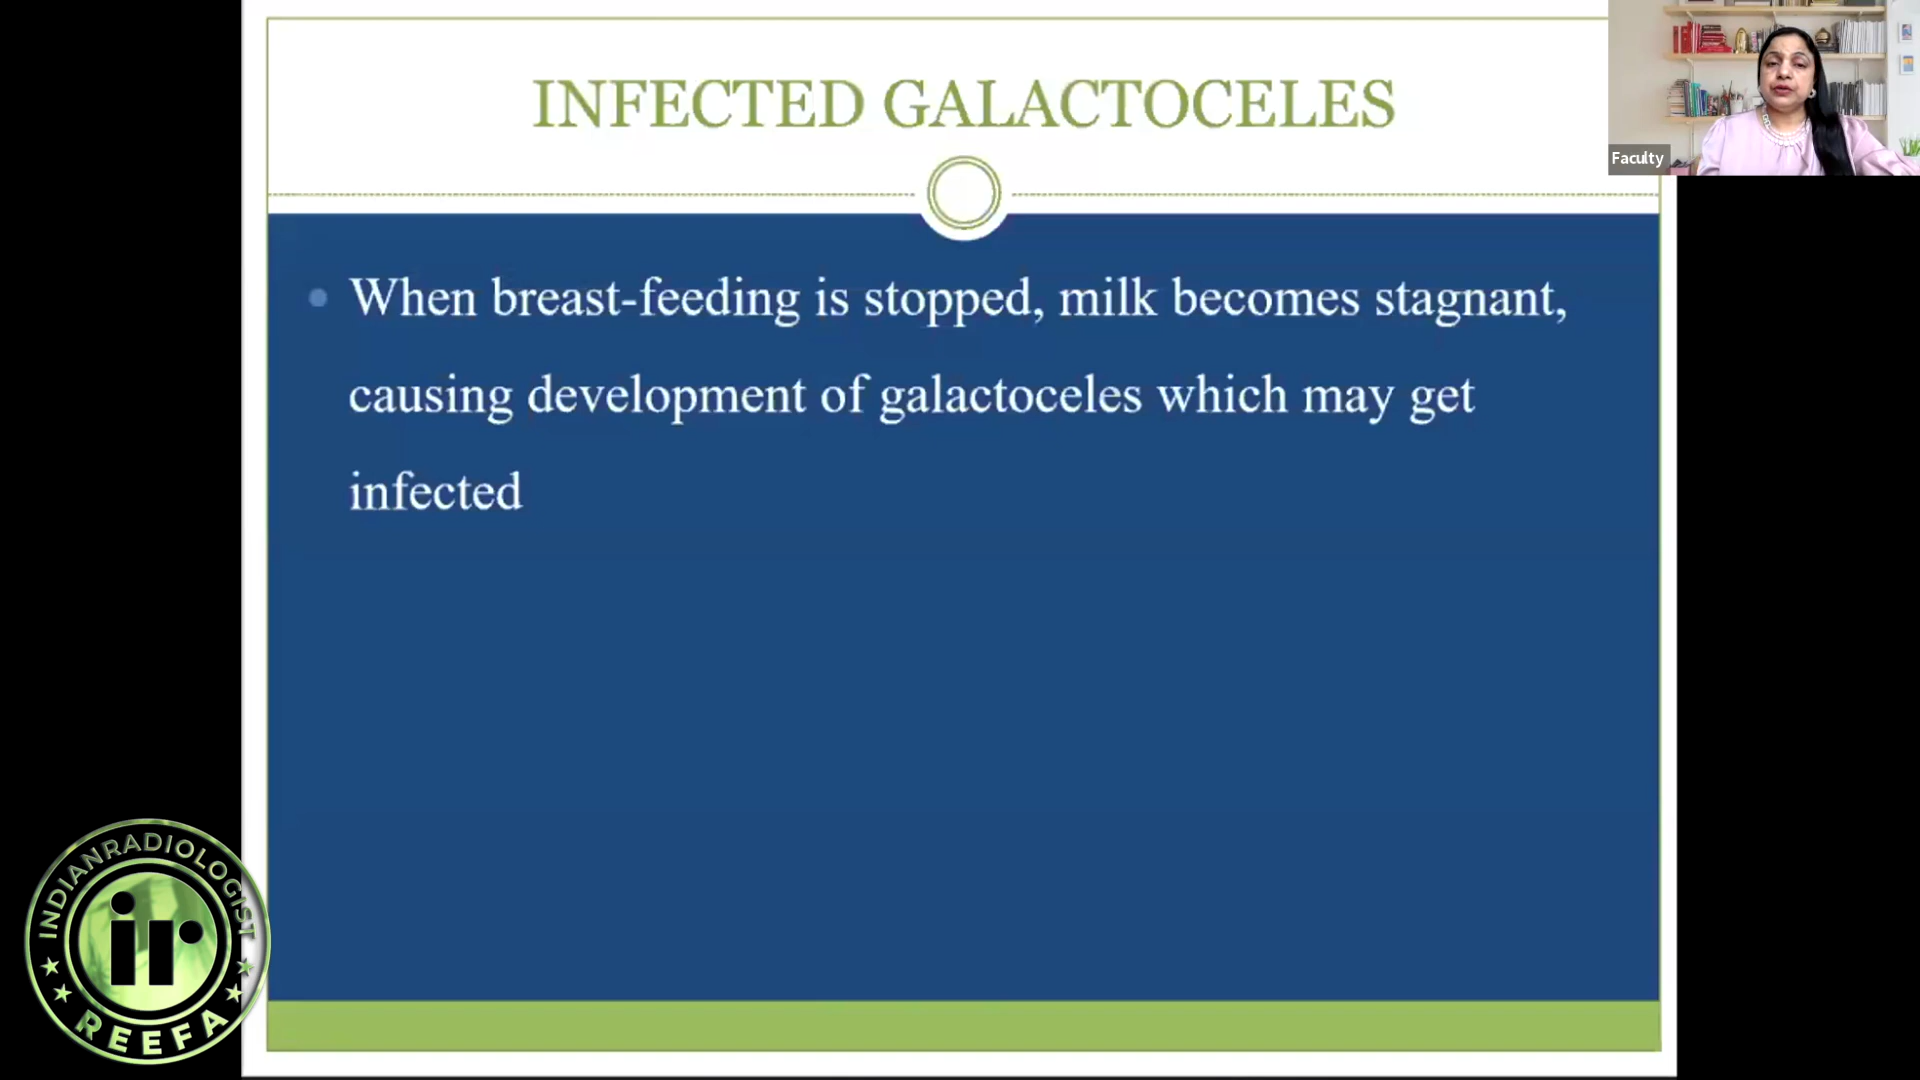 INFECTED GALACTOCELES
Faculty
When breast-feeding is stopped, milk becomes stagnant,
causing development of galactoceles which may get
infected
INDIANRADIOLOGIST
ir
REEFA